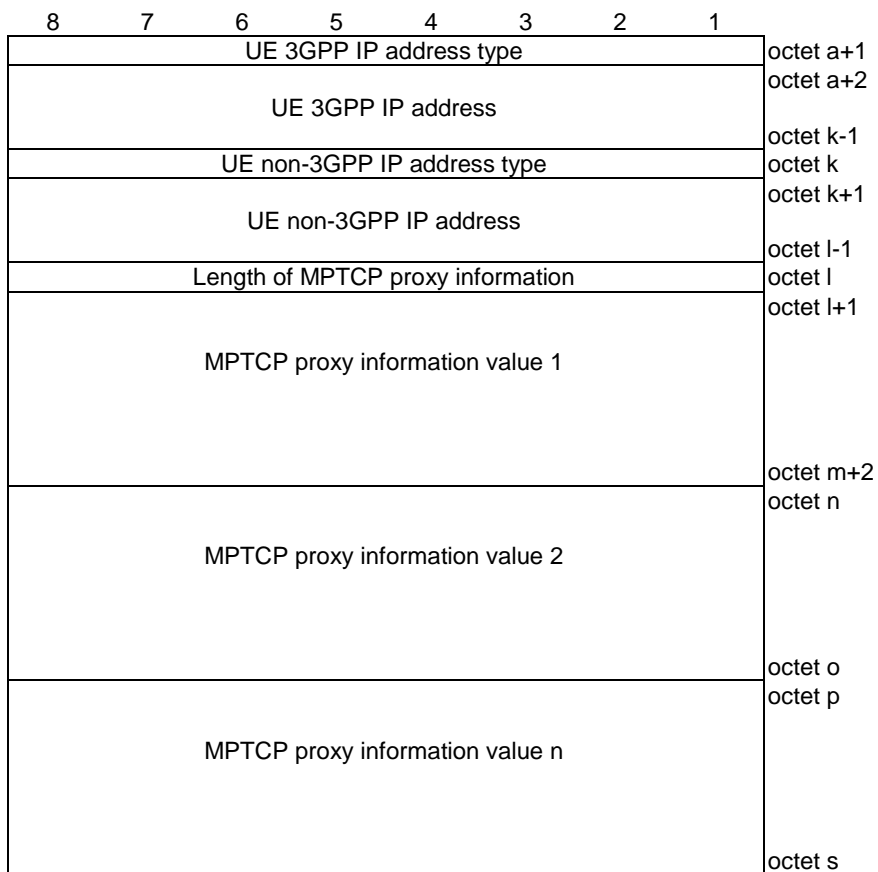 8 7 6 5 4 3 2 1
UE 3GPP IP address type octet a+1
octet a+2
UE 3GPP IP address
octet k-1
UE non-3GPP IP address type octet k
octet k+1
UE non-3GPP IP address
octet l-1
Length of MPTCP proxy information octet l
octet l+1
MPTCP proxy information value 1
octet m+2
octet n
MPTCP proxy information value 2
octet o
octet p
MPTCP proxy information value n
octet s